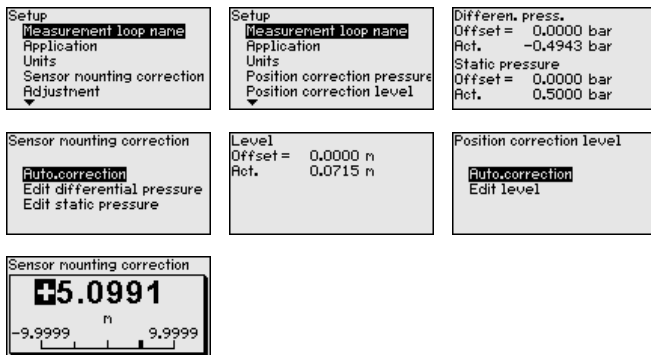 Setup
Measurement loop name
Application
Units
Sensor mounting correction
Adjustment
Setup
Measurement loop name
Application
Units
Position correction pressure
Position correction level
Differen. press.
Offset = 0.0000 bar
Act. -0.4943 bar
Static pressure
Offset = 0.0000 bar
Act. 0.5000 bar
Sensor mounting correction
Auto.correction
Edit differential pressure
Edit static pressure
Level
Offset = 0.0000 m
Act. 0.0715 m
Position correction level
Auto.correction
Edit level
Sensor mounting correction
+5.0991
m
-9.9999 9.9999